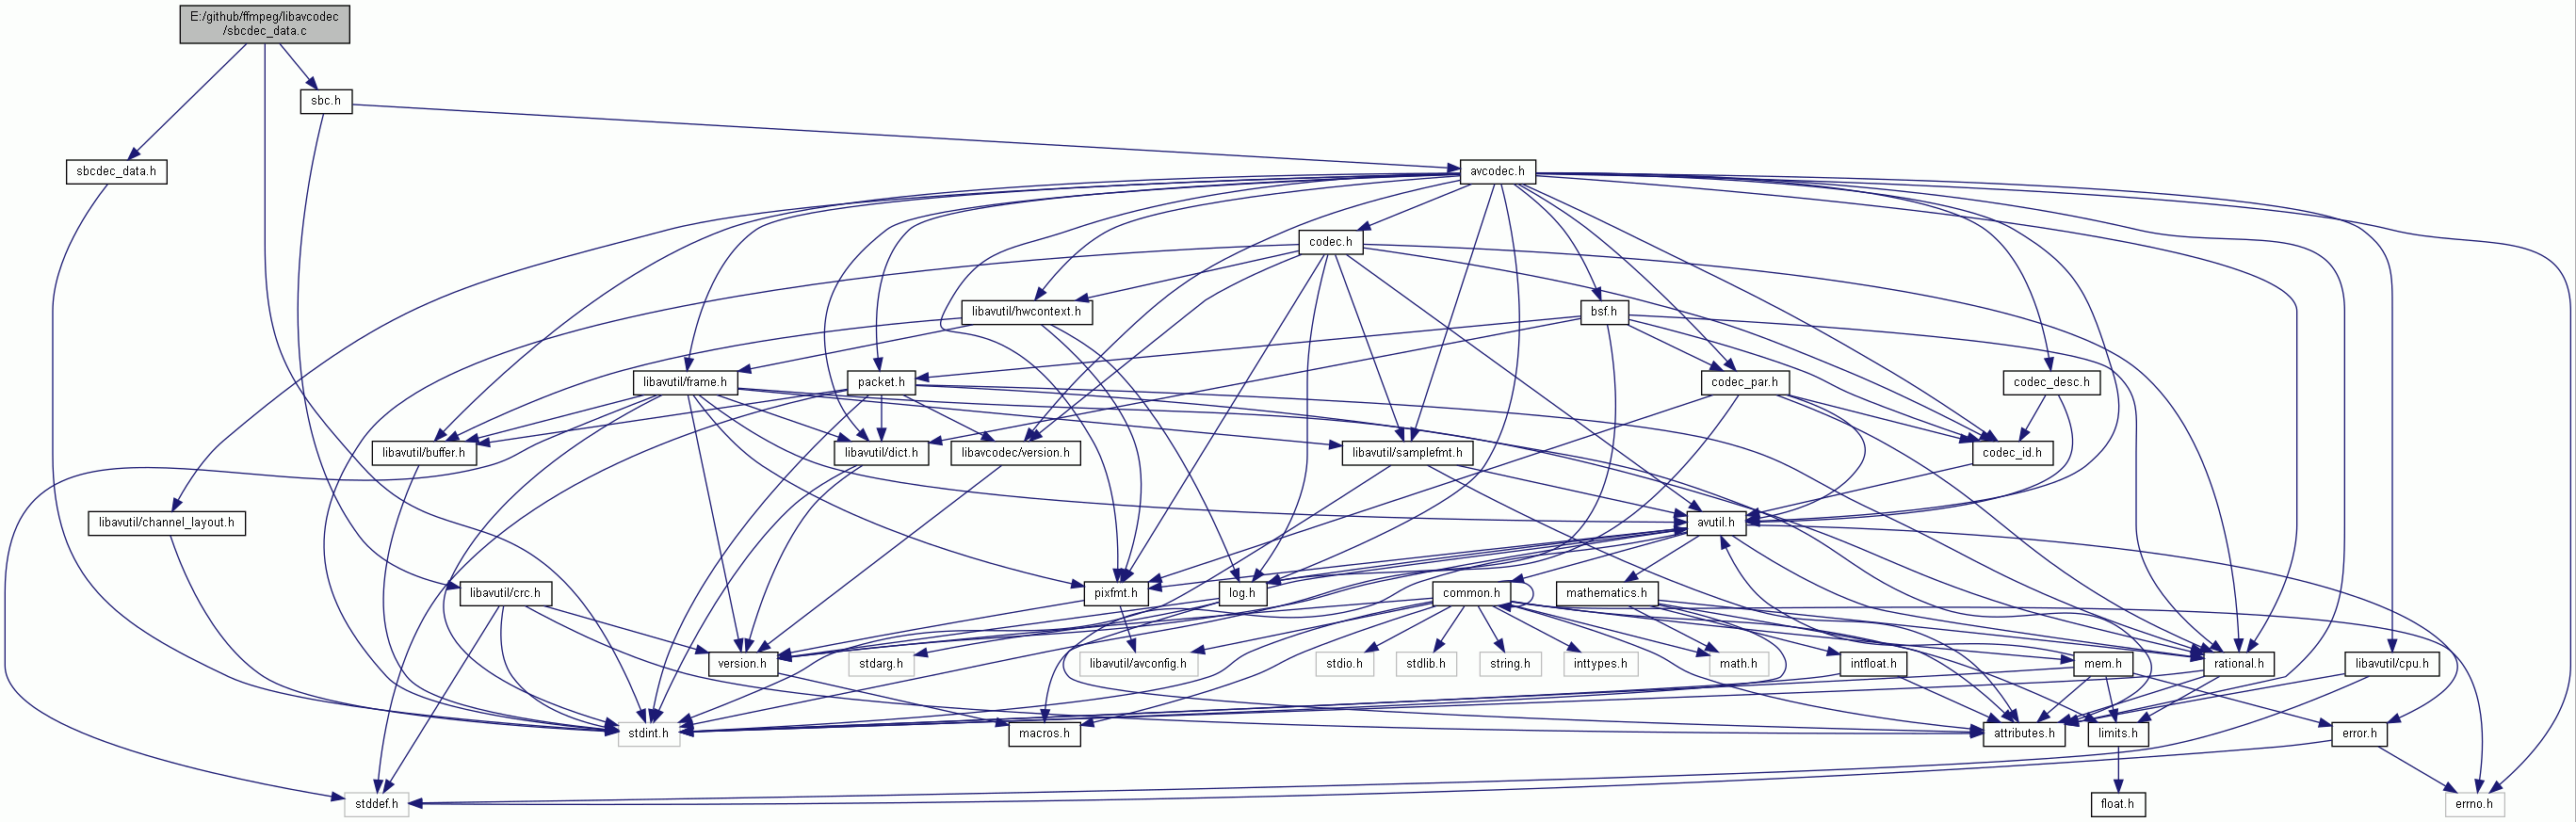 E:/github/ffmpeg/libavcodec
/sbcdec_data.c
sbc.h
sbcdec_data.h
avcodec.h
codec.h
libavutil/hwcontext.h
bsf.h
libavutil/frame.h
packet.h
codec_par.h
codec_desc.h
libavutil/buffer.h
libavutil/dict.h
libavcodec/version.h
libavutil/samplefmt.h
codec_id.h
libavutil/channel_layout.h
avutil.h
libavutil/crc.h
pixfmt.h
log.h
common.h
mathematics.h
version.h
stdarg.h
libavutil/avconfig.h
stdio.h
stdlib.h
string.h
inttypes.h
math.h
intfloat.h
mem.h
rational.h
libavutil/cpu.h
stdint.h
macros.h
attributes.h
limits.h
error.h
stddef.h
float.h
errno.h